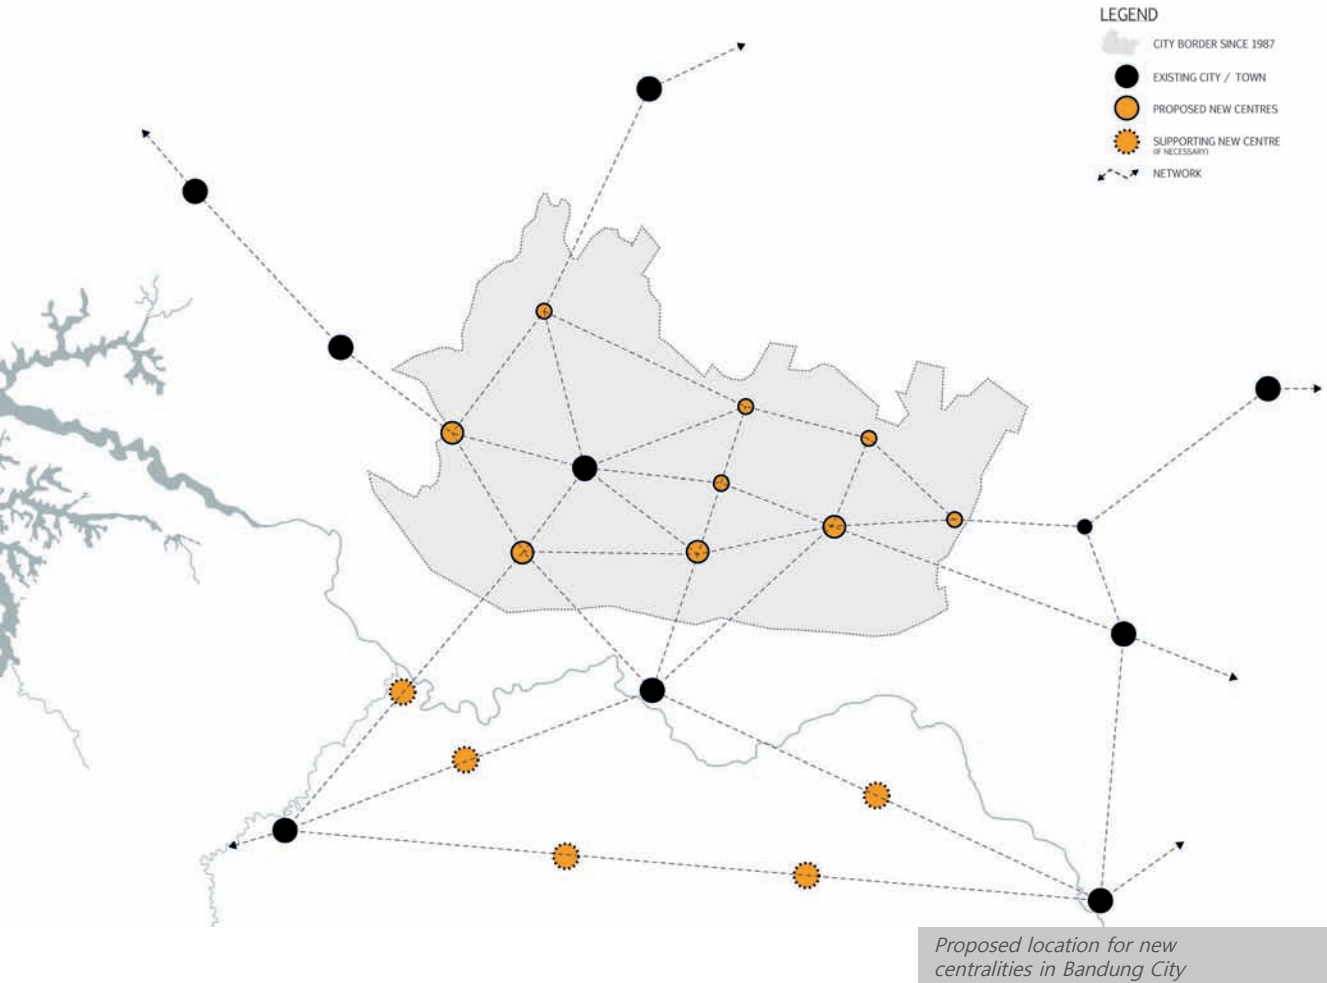 LEGEND
CITY BORDER SINCE 1987
EXISTING CITY / TOWN
PROPOSED NEW CENTRES
SUPPORTING NEW CENTRE
(IF NECESSARY)
NETWORK
Proposed location for new
centralities in Bandung City